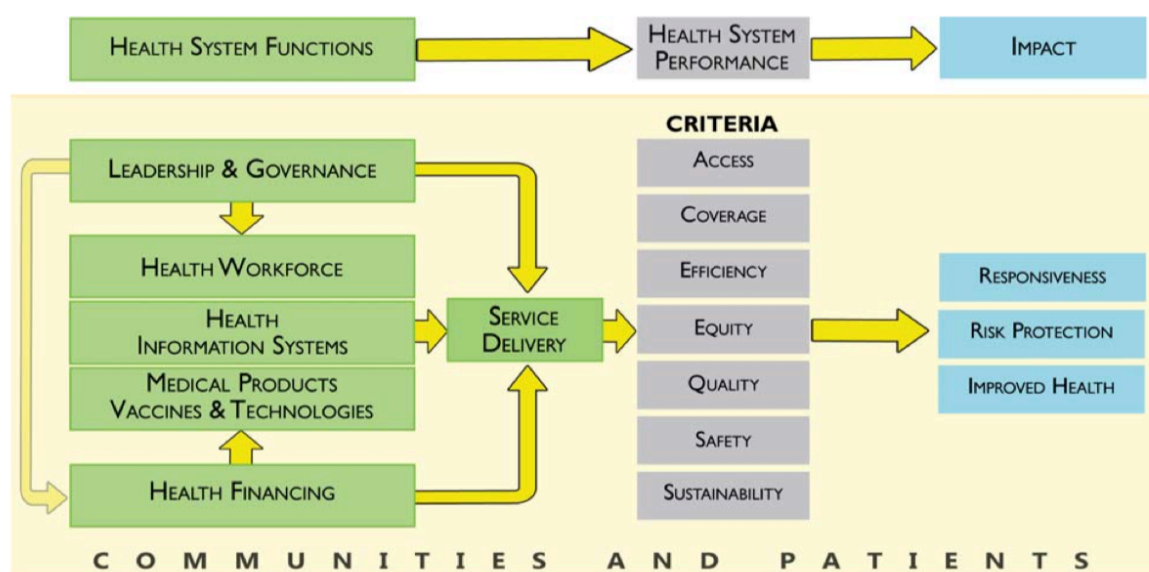 HEALTH SYSTEM FUNCTIONS
HEALTH SYSTEM
PERFORMANCE
IMPACT
CRITERIA
LEADERSHIP & GOVERNANCE
HEALTH WORKFORCE
HEALTH
INFORMATION SYSTEMS
MEDICAL PRODUCTS
VACCINES & TECHNOLOGIES
HEALTH FINANCING
SERVICE
DELIVERY
ACCESS
COVERAGE
EFFICIENCY
EQUITY
QUALITY
SAFETY
SUSTAINABILITY
RESPONSIVENESS
RISK PROTECTION
IMPROVED HEALTH
COMMUNITIES AND PATIENTS